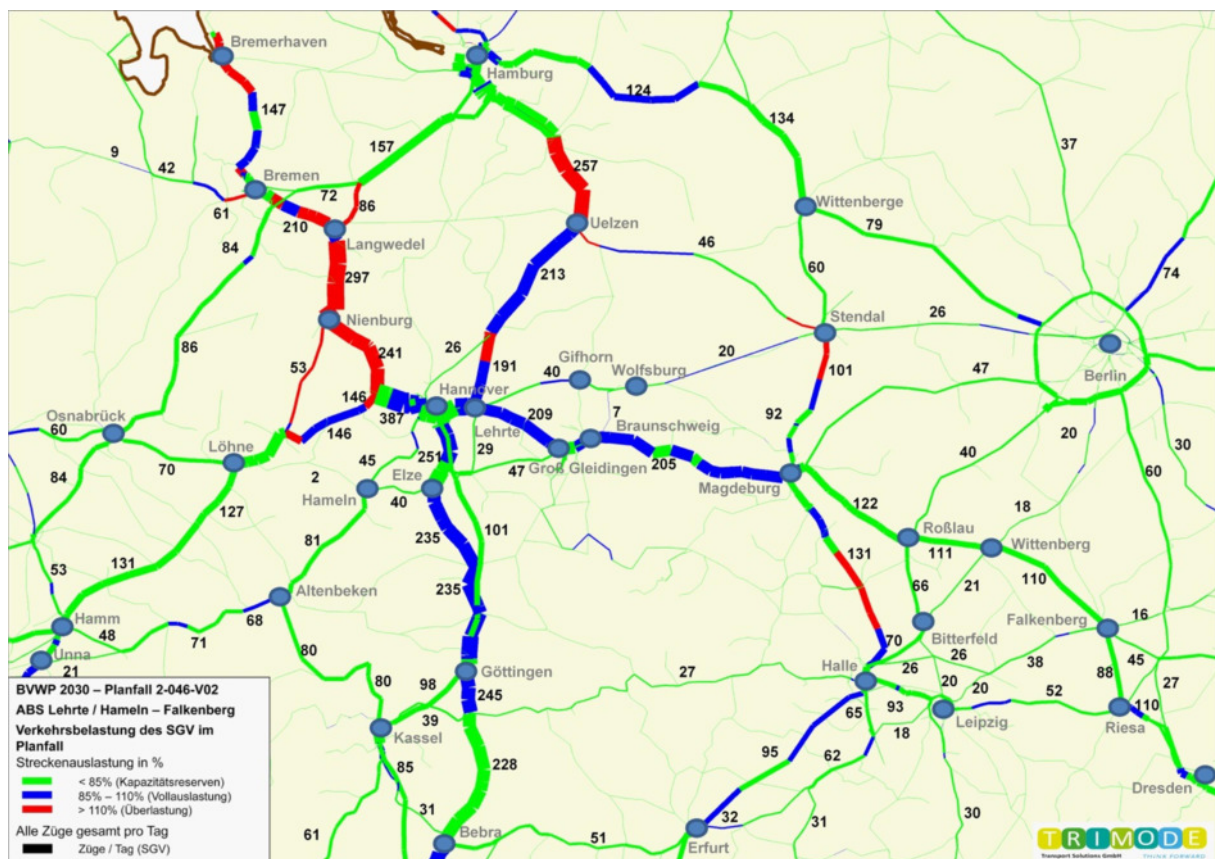 Bremerhaven
Hamburg
124
147
134
37
157
9
42
257
Bremen
72
86
61
210
Uelzen
Wittenberge
79
Langwedel
84
46
297
213
60
74
Nienburg
Stendal
26
86
241
26
Gifhorn
20
Berlin
53
191
40
Wolfsburg
101
47
146
Hannover
387
209
7
92
Osnabrück
60
146
Lehrte
Braunschweig
20
30
Löhne
251
29
Groß Gleidingen
205
40
60
84
70
2
45
Elze
47
Magdeburg
Hameln
40
122
18
127
101
Roßlau
81
235
111
Wittenberg
131
131
110
53
235
66
21
Altenbeken
Falkenberg
16
Hamm
68
Bitterfeld
48
71
70
26
38
45
Unna
21
80
Göttingen
27
Halle
26
88
27
80
98
245
20
20
52
93
110
39
65
Leipzig
Riesa
Kassel
18
95
62
85
228
Dresden
31
30
61
Bebra
51
32
31
Erfurt
BVWP 2030 – Planfall 2-046-V02
ABS Lehrte / Hameln – Falkenberg
Verkehrsbelastung des SGV im
Planfall
Streckenauslastung in %
< 85% (Kapazitätsreserven)
85% – 110% (Vollauslastung)
> 110% (Überlastung)
Alle Züge gesamt pro Tag
Züge / Tag (SGV)
TRIMODE
Transport Solutions GmbH THINK FORWARD